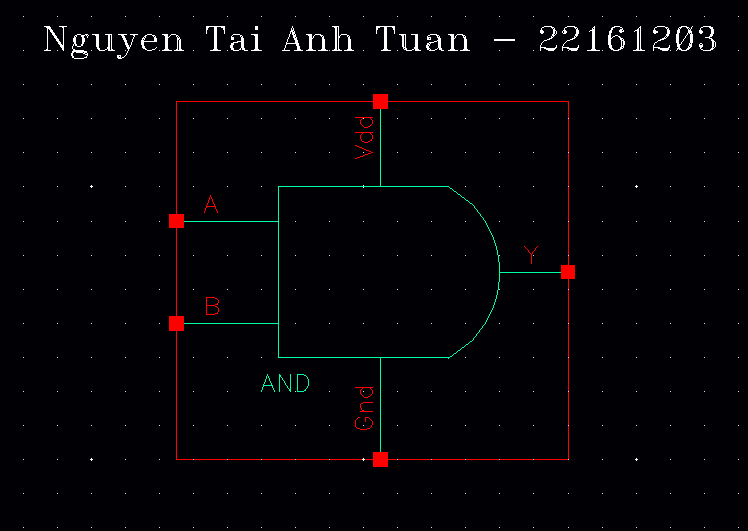 Nguyen Tai Anh Tuan - 22161203
Vdd
A
Y
B
AND
Gnd